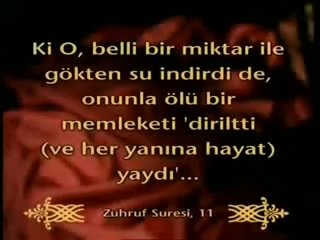 Ki O, belli bir miktar ile
gökten su indirdi de,
onunla ölü bir
memleketi 'diriltti
(ve her yanına hayat)
yaydı'...
Zuhruf Suresi, 11